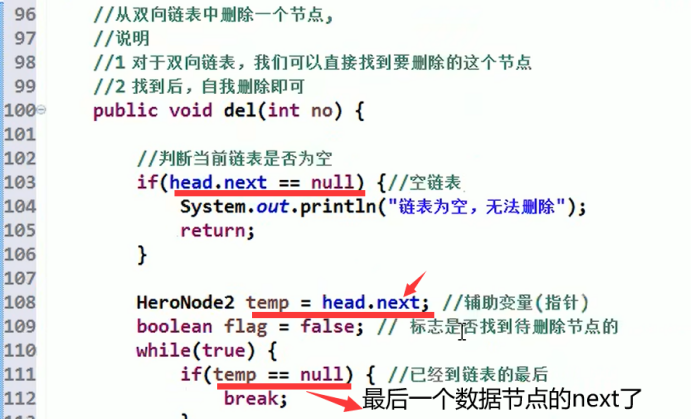 96 //从双向链表中删除一个节点,
97 //说明
98 //1 对于双向链表，我们可以直接找到要删除的这个节点
99 //2 找到后，自我删除即可
100 public void del(int no) {
101
102 //判断当前链表是否为空
103 if(head.next == null) {//空链表
104 System.out.println("链表为空，无法删除");
105 return;
106 }
107
108 HeroNode2 temp = head.next; //辅助变量(指针)
109 boolean flag = false; // 标志是否找到待删除节点的
110 while(true) {
111 if(temp == null) { //已经到链表的最后
112 break; 最后一个数据节点的next了